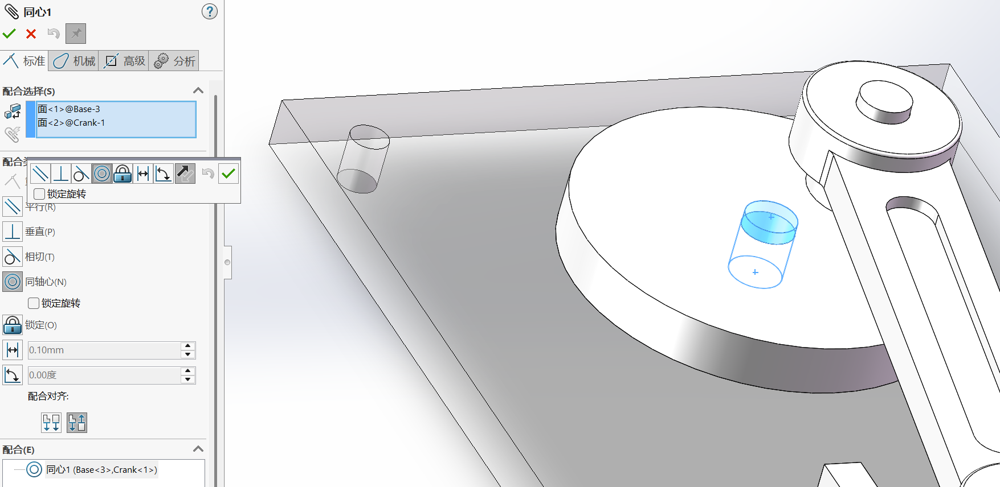 同心1
?
标准 机械 高级 分析
配合选择(S)
面<1>@Base-3
面<2>@Crank-1
锁定旋转
平行(R)
垂直(P)
相切(T)
同轴心(N)
锁定旋转
锁定(O)
0.10mm
0.00度
配合对齐:
配合(E)
同心1 (Base<3>,Crank<1>)